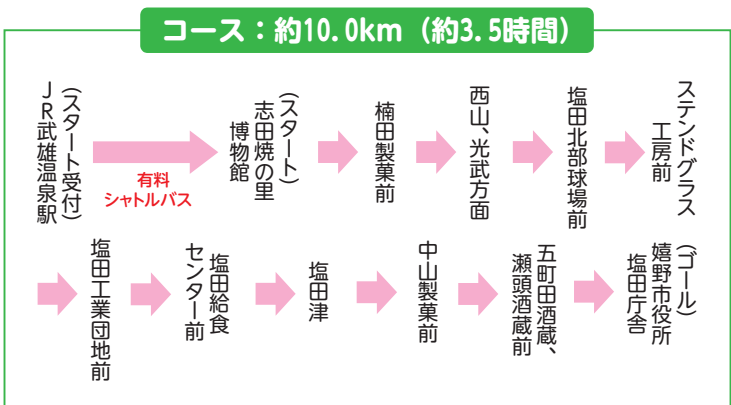 コース：約10.0km（約3.5時間）
（スタート受付）
JR武雄温泉駅
有料
シャトルバス
（スタート）
志田焼の里
博物館
楠田製菓前
西山、光武方面
塩田北部球場前
ステンドグラス
工房前
塩田工業団地前
塩田給食
センター前
塩田津
中山製菓前
五町田酒蔵、
瀬頭酒蔵前
（ゴール）
嬉野市役所
塩田庁舎